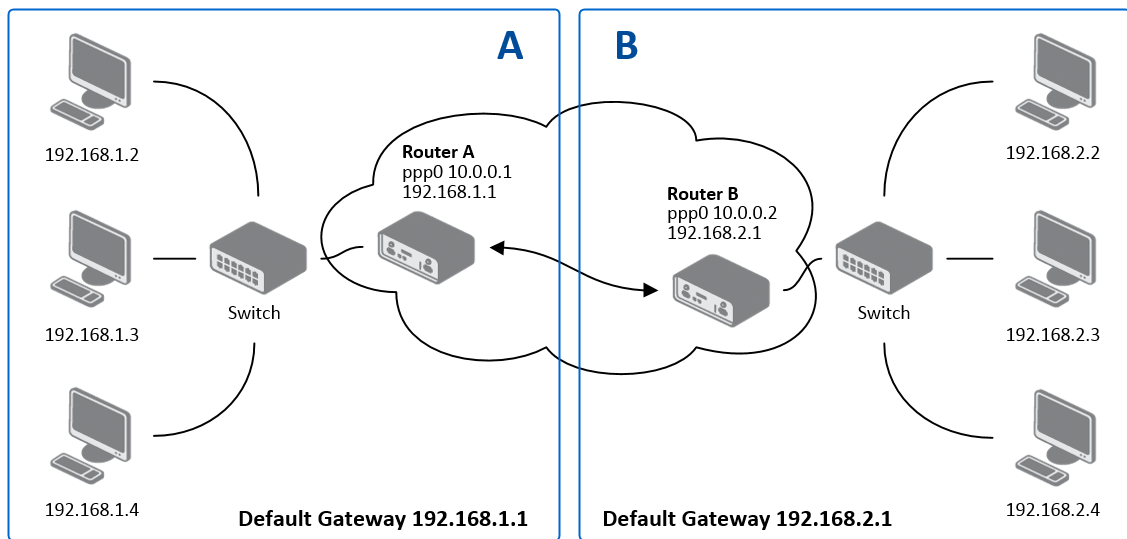 A
B
192.168.1.2
192.168.2.2
Router A
ppp0 10.0.0.1
192.168.1.1
Router B
ppp0 10.0.0.2
192.168.2.1
Switch
Switch
192.168.1.3
192.168.2.3
192.168.1.4
192.168.2.4
Default Gateway 192.168.1.1
Default Gateway 192.168.2.1